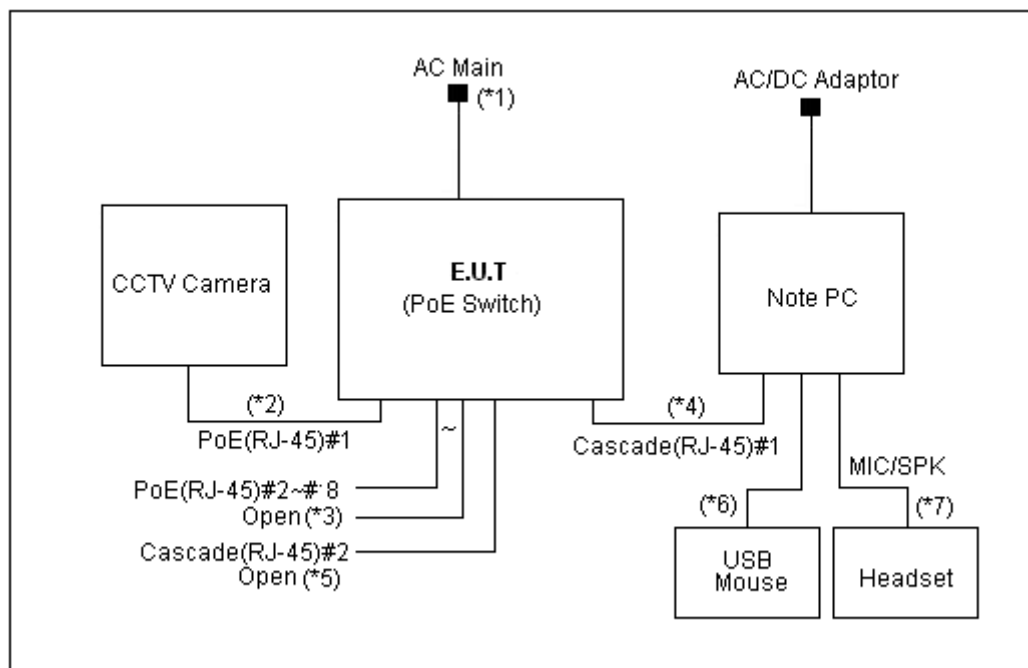 AC Main
(*1)
AC/DC Adaptor
CCTV Camera
E.U.T
(PoE Switch)
Note PC
(*2)
PoE(RJ-45)#1
~
(*4)
Cascade(RJ-45)#1
MIC/SPK
PoE(RJ-45)#2~#8
Open (*3)
Cascade(RJ-45)#2
Open (*5)
(*6)
(*7)
USB
Mouse
Headset